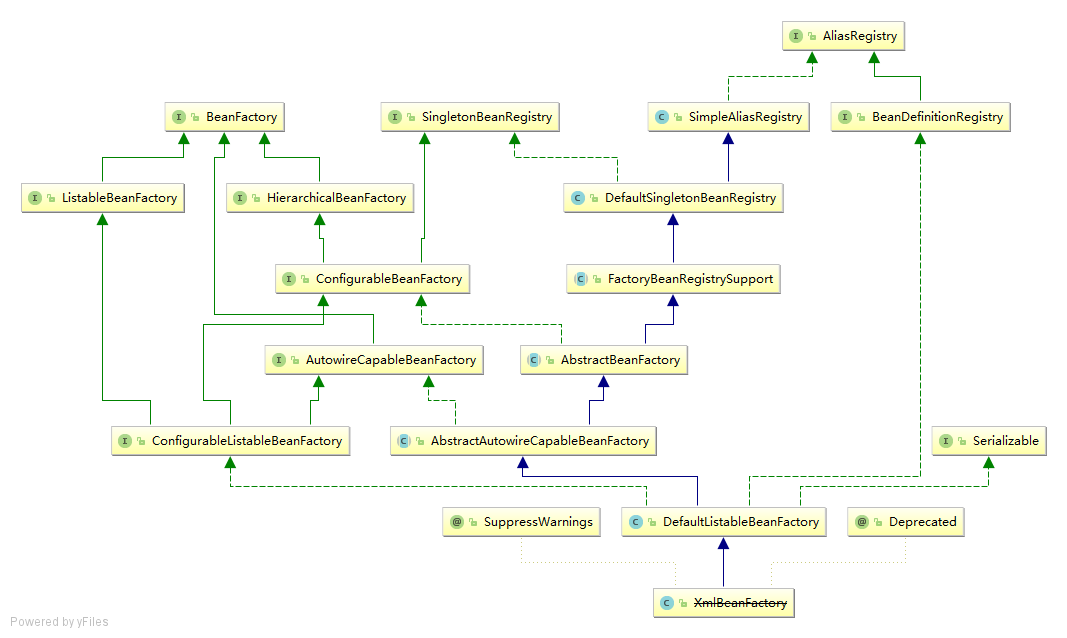 AliasRegistry
BeanFactory
SingletonBeanRegistry
SimpleAliasRegistry
BeanDefinitionRegistry
ListableBeanFactory
HierarchicalBeanFactory
DefaultSingletonBeanRegistry
ConfigurableBeanFactory
FactoryBeanRegistrySupport
AutowireCapableBeanFactory
AbstractBeanFactory
ConfigurableListableBeanFactory
AbstractAutowireCapableBeanFactory
Serializable
SuppressWarnings
DefaultListableBeanFactory
Deprecated
XmlBeanFactory
Powered by yFiles